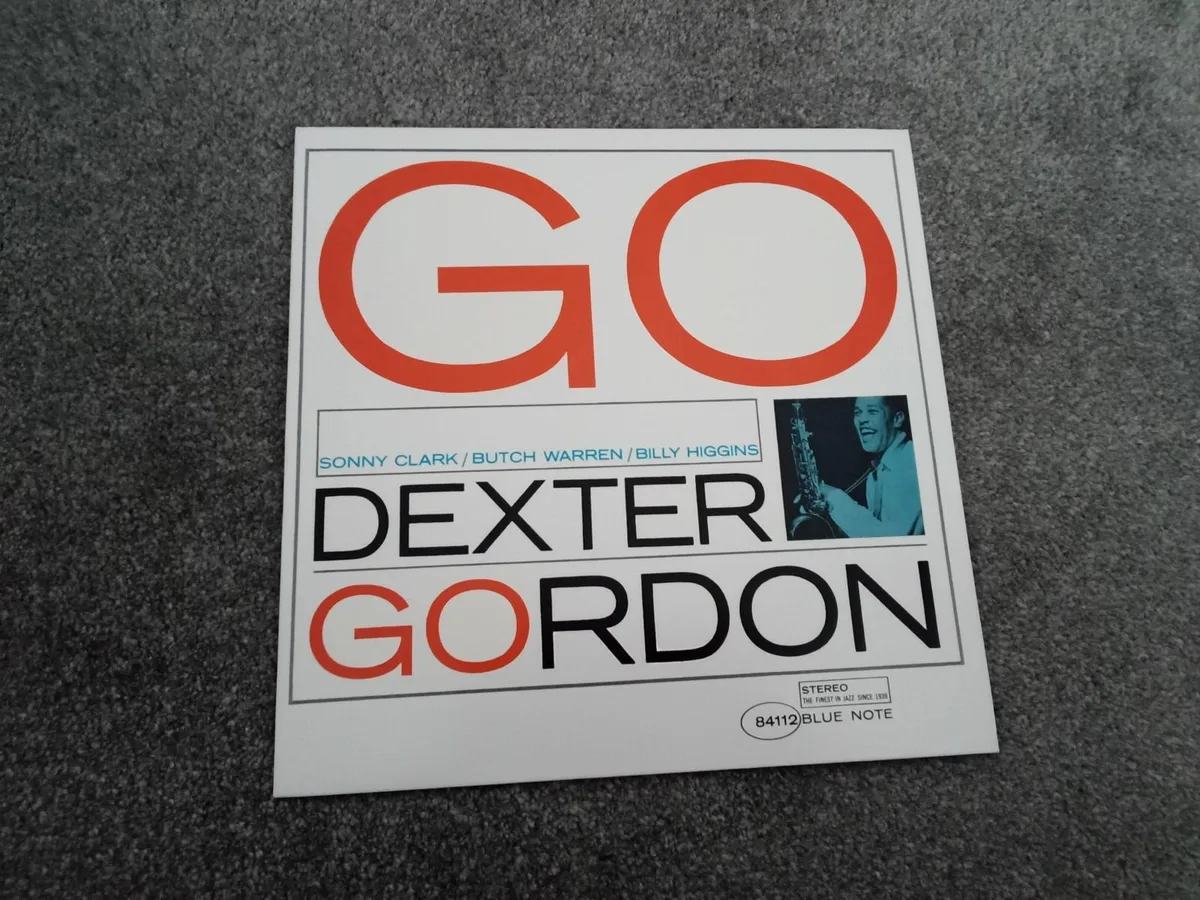 GO
SONNY CLARK/BUTCH WARREN/BILLY HIGGINS
DEXTER
GORDON
STEREO
THE FINEST IN JAZZ SINCE 1939
84112 BLUE NOTE